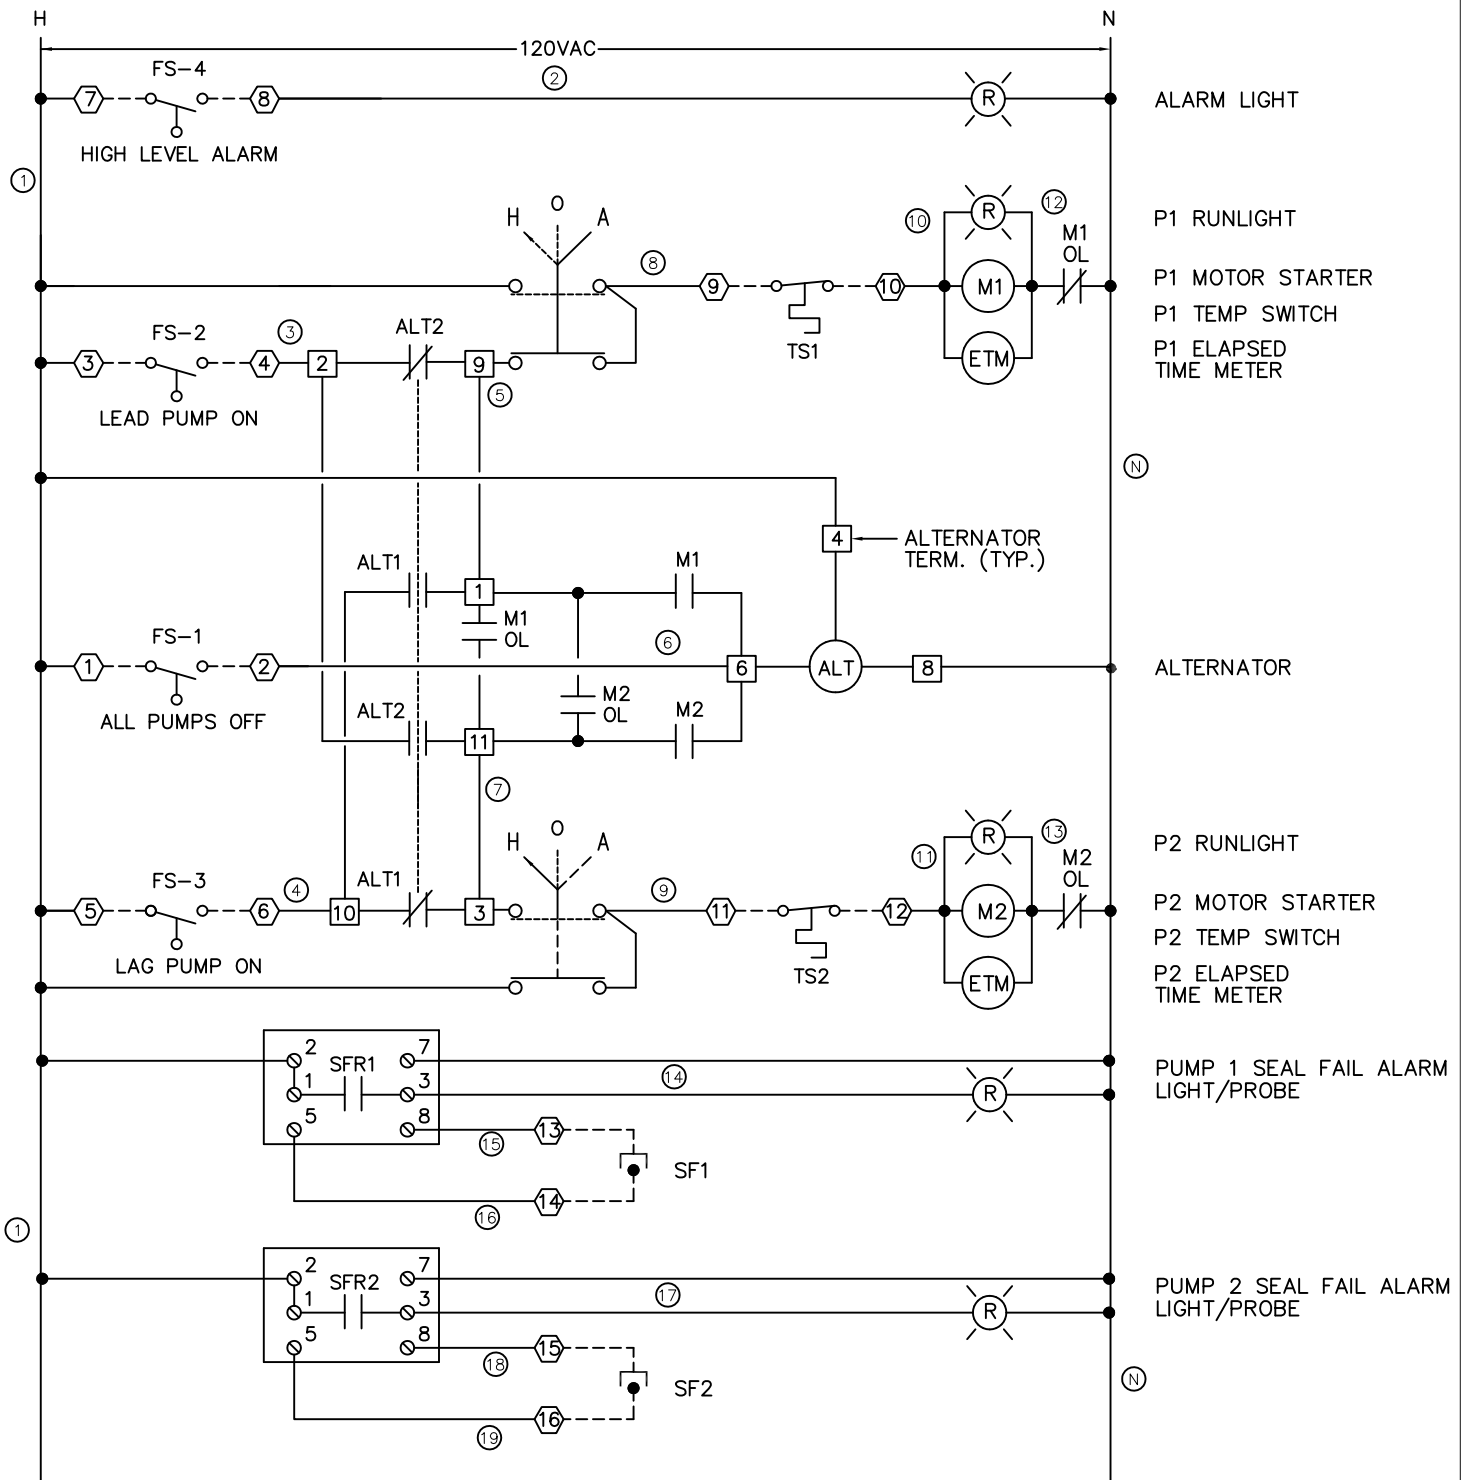 H
N
120VAC
FS-4
2
7
8
R
ALARM LIGHT
HIGH LEVEL ALARM
1
H
O
A
10
R
12
P1 RUNLIGHT
M1
OL
8
9
10
M1
P1 MOTOR STARTER
P1 TEMP SWITCH
TS1
FS-2
3
ALT2
3
4
2
9
ETM
P1 ELAPSED
TIME METER
5
LEAD PUMP ON
N
4
ALTERNATOR
TERM. (TYP.)
ALT1
1
M1
M1
OL
FS-1
6
1
2
6
ALT
8
ALTERNATOR
M2
OL
ALL PUMPS OFF
ALT2
11
M2
7
H
O
A
11
R
13
P2 RUNLIGHT
M2
OL
FS-3
4
ALT1
9
5
6
10
3
11
12
M2
P2 MOTOR STARTER
P2 TEMP SWITCH
LAG PUMP ON
TS2
ETM
P2 ELAPSED
TIME METER
2
SFR1
7
1
3
14
R
PUMP 1 SEAL FAIL ALARM
LIGHT/PROBE
5
8
15
13
SF1
14
16
1
2
SFR2
7
1
3
17
R
PUMP 2 SEAL FAIL ALARM
LIGHT/PROBE
5
8
18
15
SF2
N
16
19